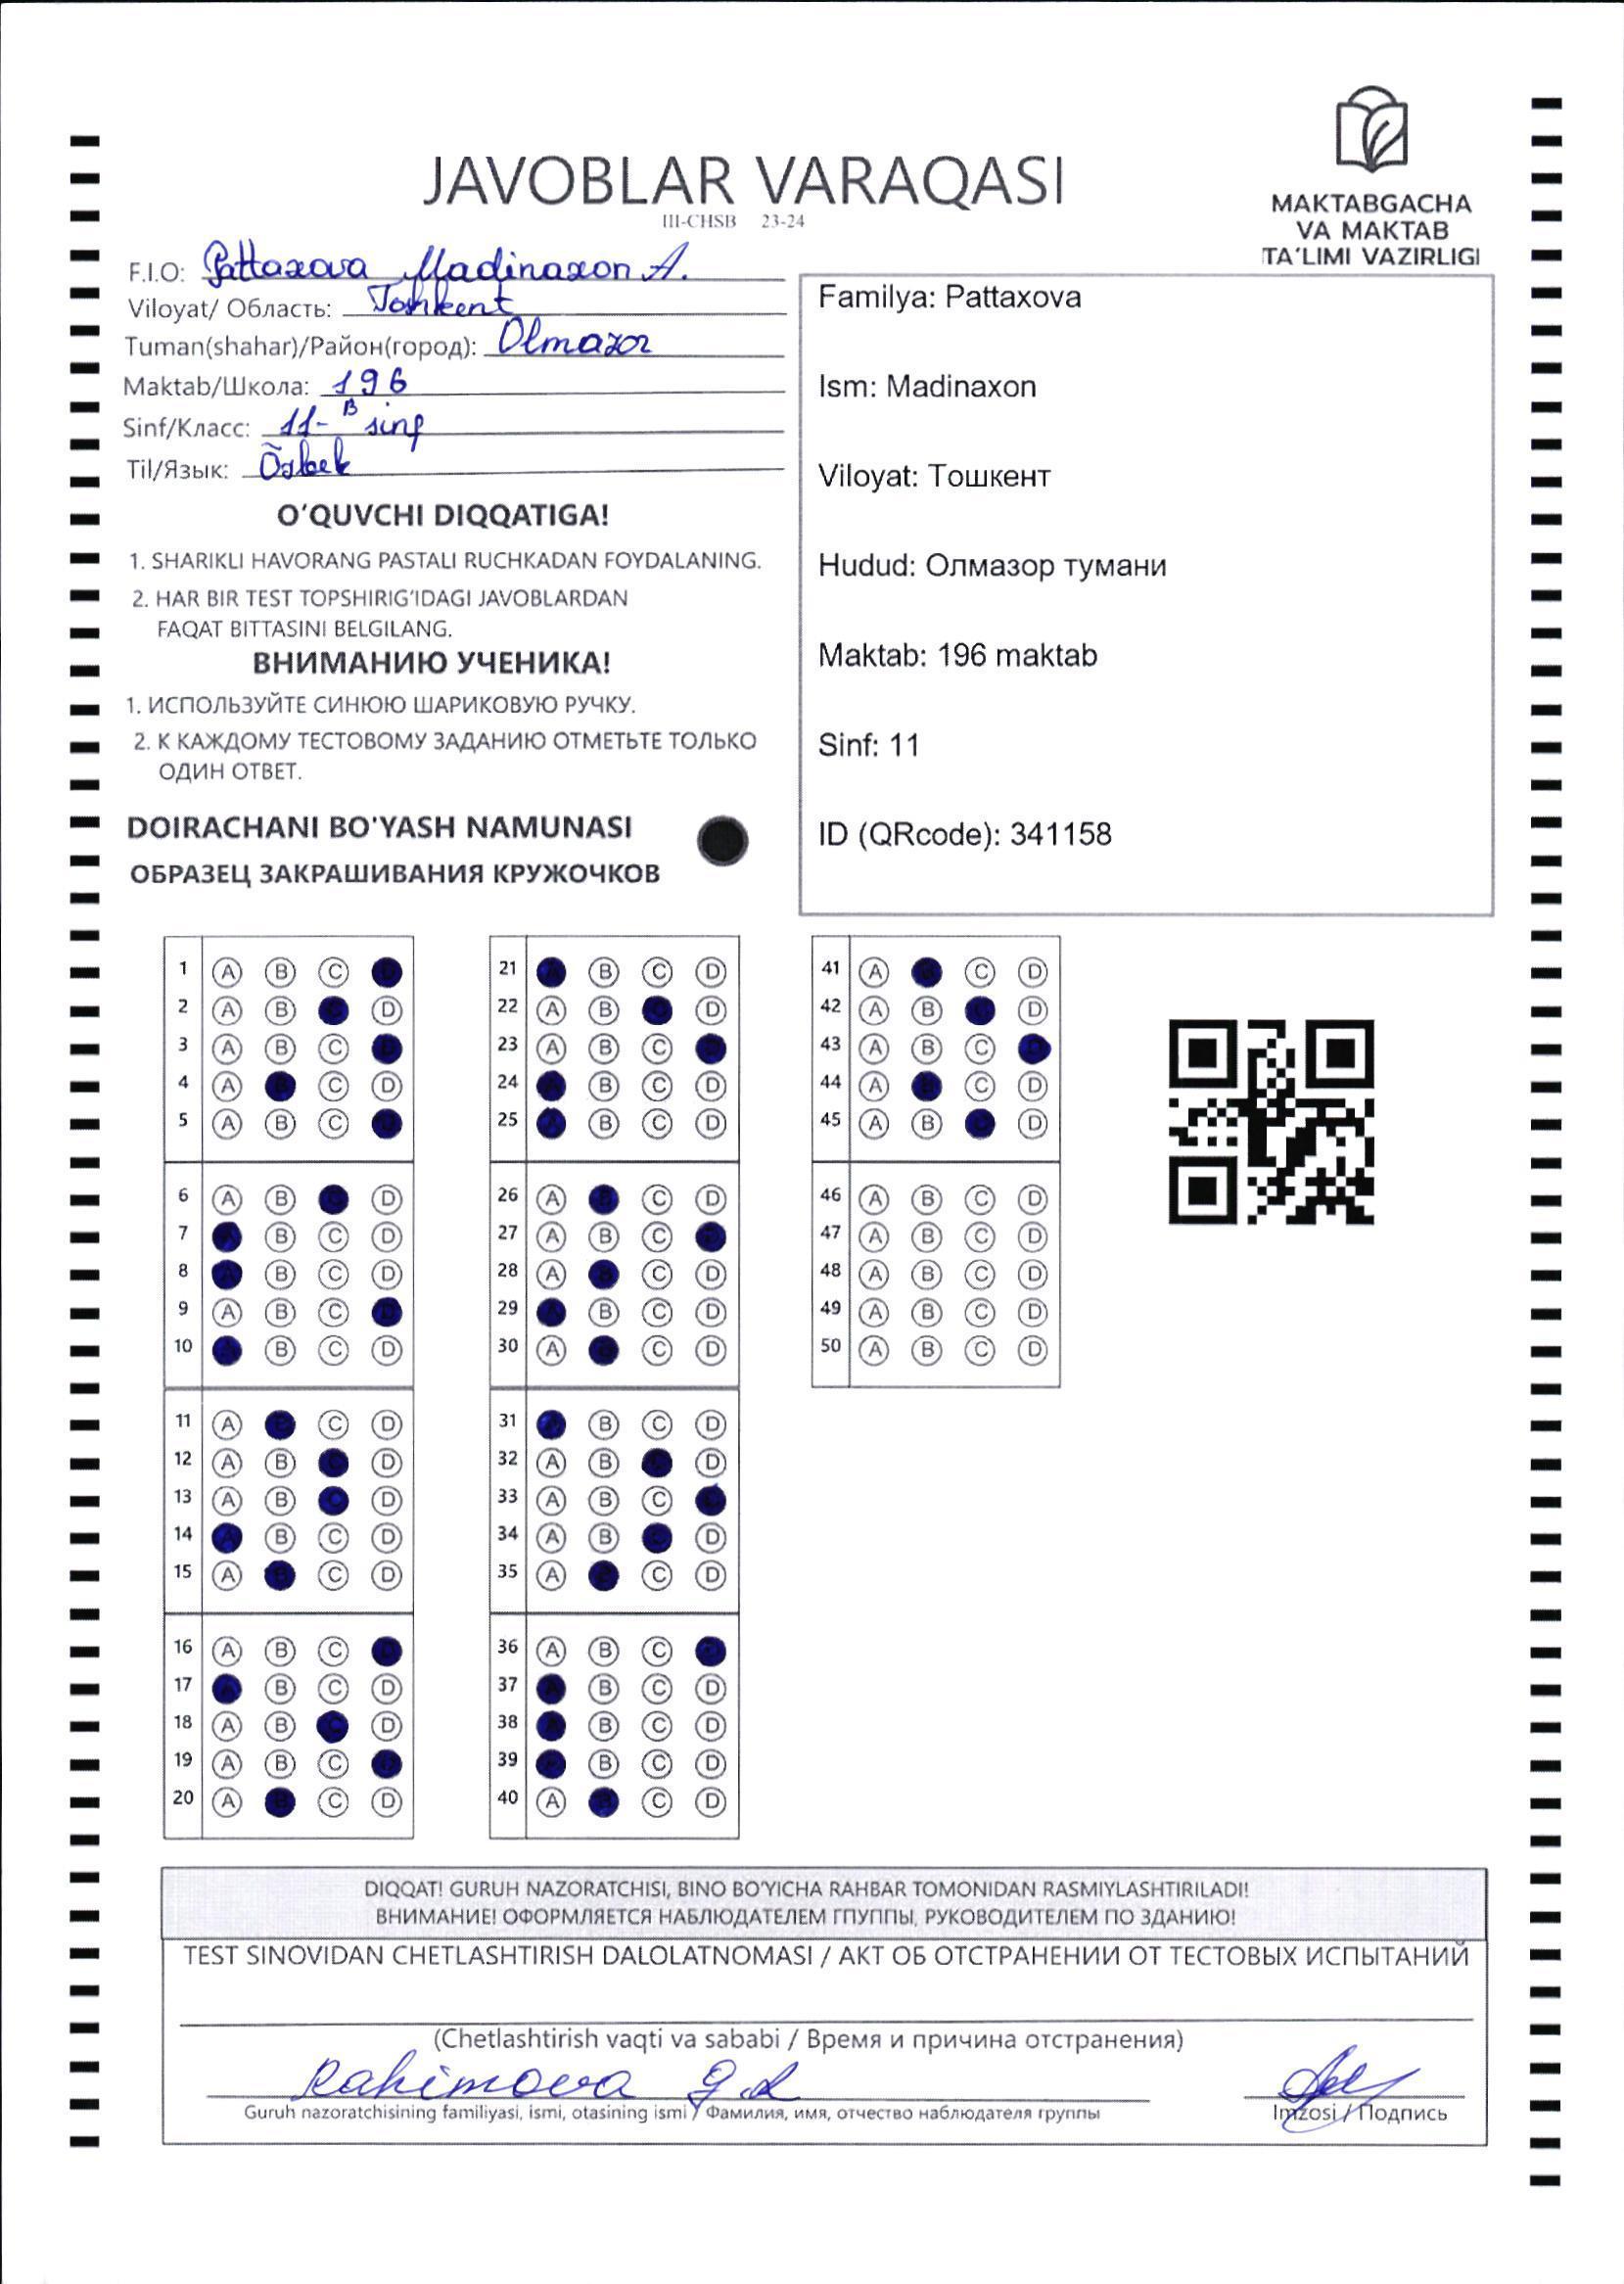 JAVOBLAR VARAQASI
III-CHSB 23-24
MAKTABGACHA
VA MAKTAB
TA'LIMI VAZIRLIGI
F.I.O: Pattaxova Madinaxon A.
Viloyat/ Область: Toshkent
Tuman(shahar)/Район(город): Olmazor
Maktab/Школа: 196
Sinf/Класс: 11-B sinf
Til/Язык: Õzbek
O'QUVCHI DIQQATIGA!
1. SHARIKLI HAVORANG PASTALI RUCHKADAN FOYDALANING.
2. HAR BIR TEST TOPSHIRIG'IDAGI JAVOBLARDAN
FAQAT BITTASINI BELGILANG.
ВНИМАНИЮ УЧЕНИКА!
1. ИСПОЛЬЗУЙТЕ СИНЮЮ ШАРИКОВУЮ РУЧКУ.
2. К КАЖДОМУ ТЕСТОВОМУ ЗАДАНИЮ ОТМЕТЬТЕ ТОЛЬКО
ОДИН ОТВЕТ.
DOIRACHANI BO'YASH NAMUNASI
ОБРАЗЕЦ ЗАКРАШИВАНИЯ КРУЖОЧКОВ
Familya: Pattaxova
Ism: Madinaxon
Viloyat: Тошкент
Hudud: Олмазор тумани
Maktab: 196 maktab
Sinf: 11
ID (QRcode): 341158
1 A B C D
2 A B C D
3 A B C D
4 A B C D
5 A B C D
6 A B C D
7 A B C D
8 A B C D
9 A B C D
10 A B C D
11 A B C D
12 A B C D
13 A B C D
14 A B C D
15 A B C D
16 A B C D
17 A B C D
18 A B C D
19 A B C D
20 A B C D
21 A B C D
22 A B C D
23 A B C D
24 A B C D
25 A B C D
26 A B C D
27 A B C D
28 A B C D
29 A B C D
30 A B C D
31 A B C D
32 A B C D
33 A B C D
34 A B C D
35 A B C D
36 A B C D
37 A B C D
38 A B C D
39 A B C D
40 A B C D
41 A B C D
42 A B C D
43 A B C D
44 A B C D
45 A B C D
46 A B C D
47 A B C D
48 A B C D
49 A B C D
50 A B C D
DIQQAT! GURUH NAZORATCHISI, BINO BO'YICHA RAHBAR TOMONIDAN RASMIYLASHTIRILADI!
ВНИМАНИЕ! ОФОРМЛЯЕТСЯ НАБЛЮДАТЕЛЕМ ГПУППЫ, РУКОВОДИТЕЛЕМ ПО ЗДАНИЮ!
TEST SINOVIDAN CHETLASHTIRISH DALOLATNOMASI / АКТ ОБ ОТСТРАНЕНИИ ОТ ТЕСТОВЫХ ИСПЫТАНИЙ
(Chetlashtirish vaqti va sababi / Время и причина отстранения)
Rahimova
Guruh nazoratchisining familiyasi, ismi, otasining ismi / Фамилия, имя, отчество наблюдателя группы
Imzosi / Подпись